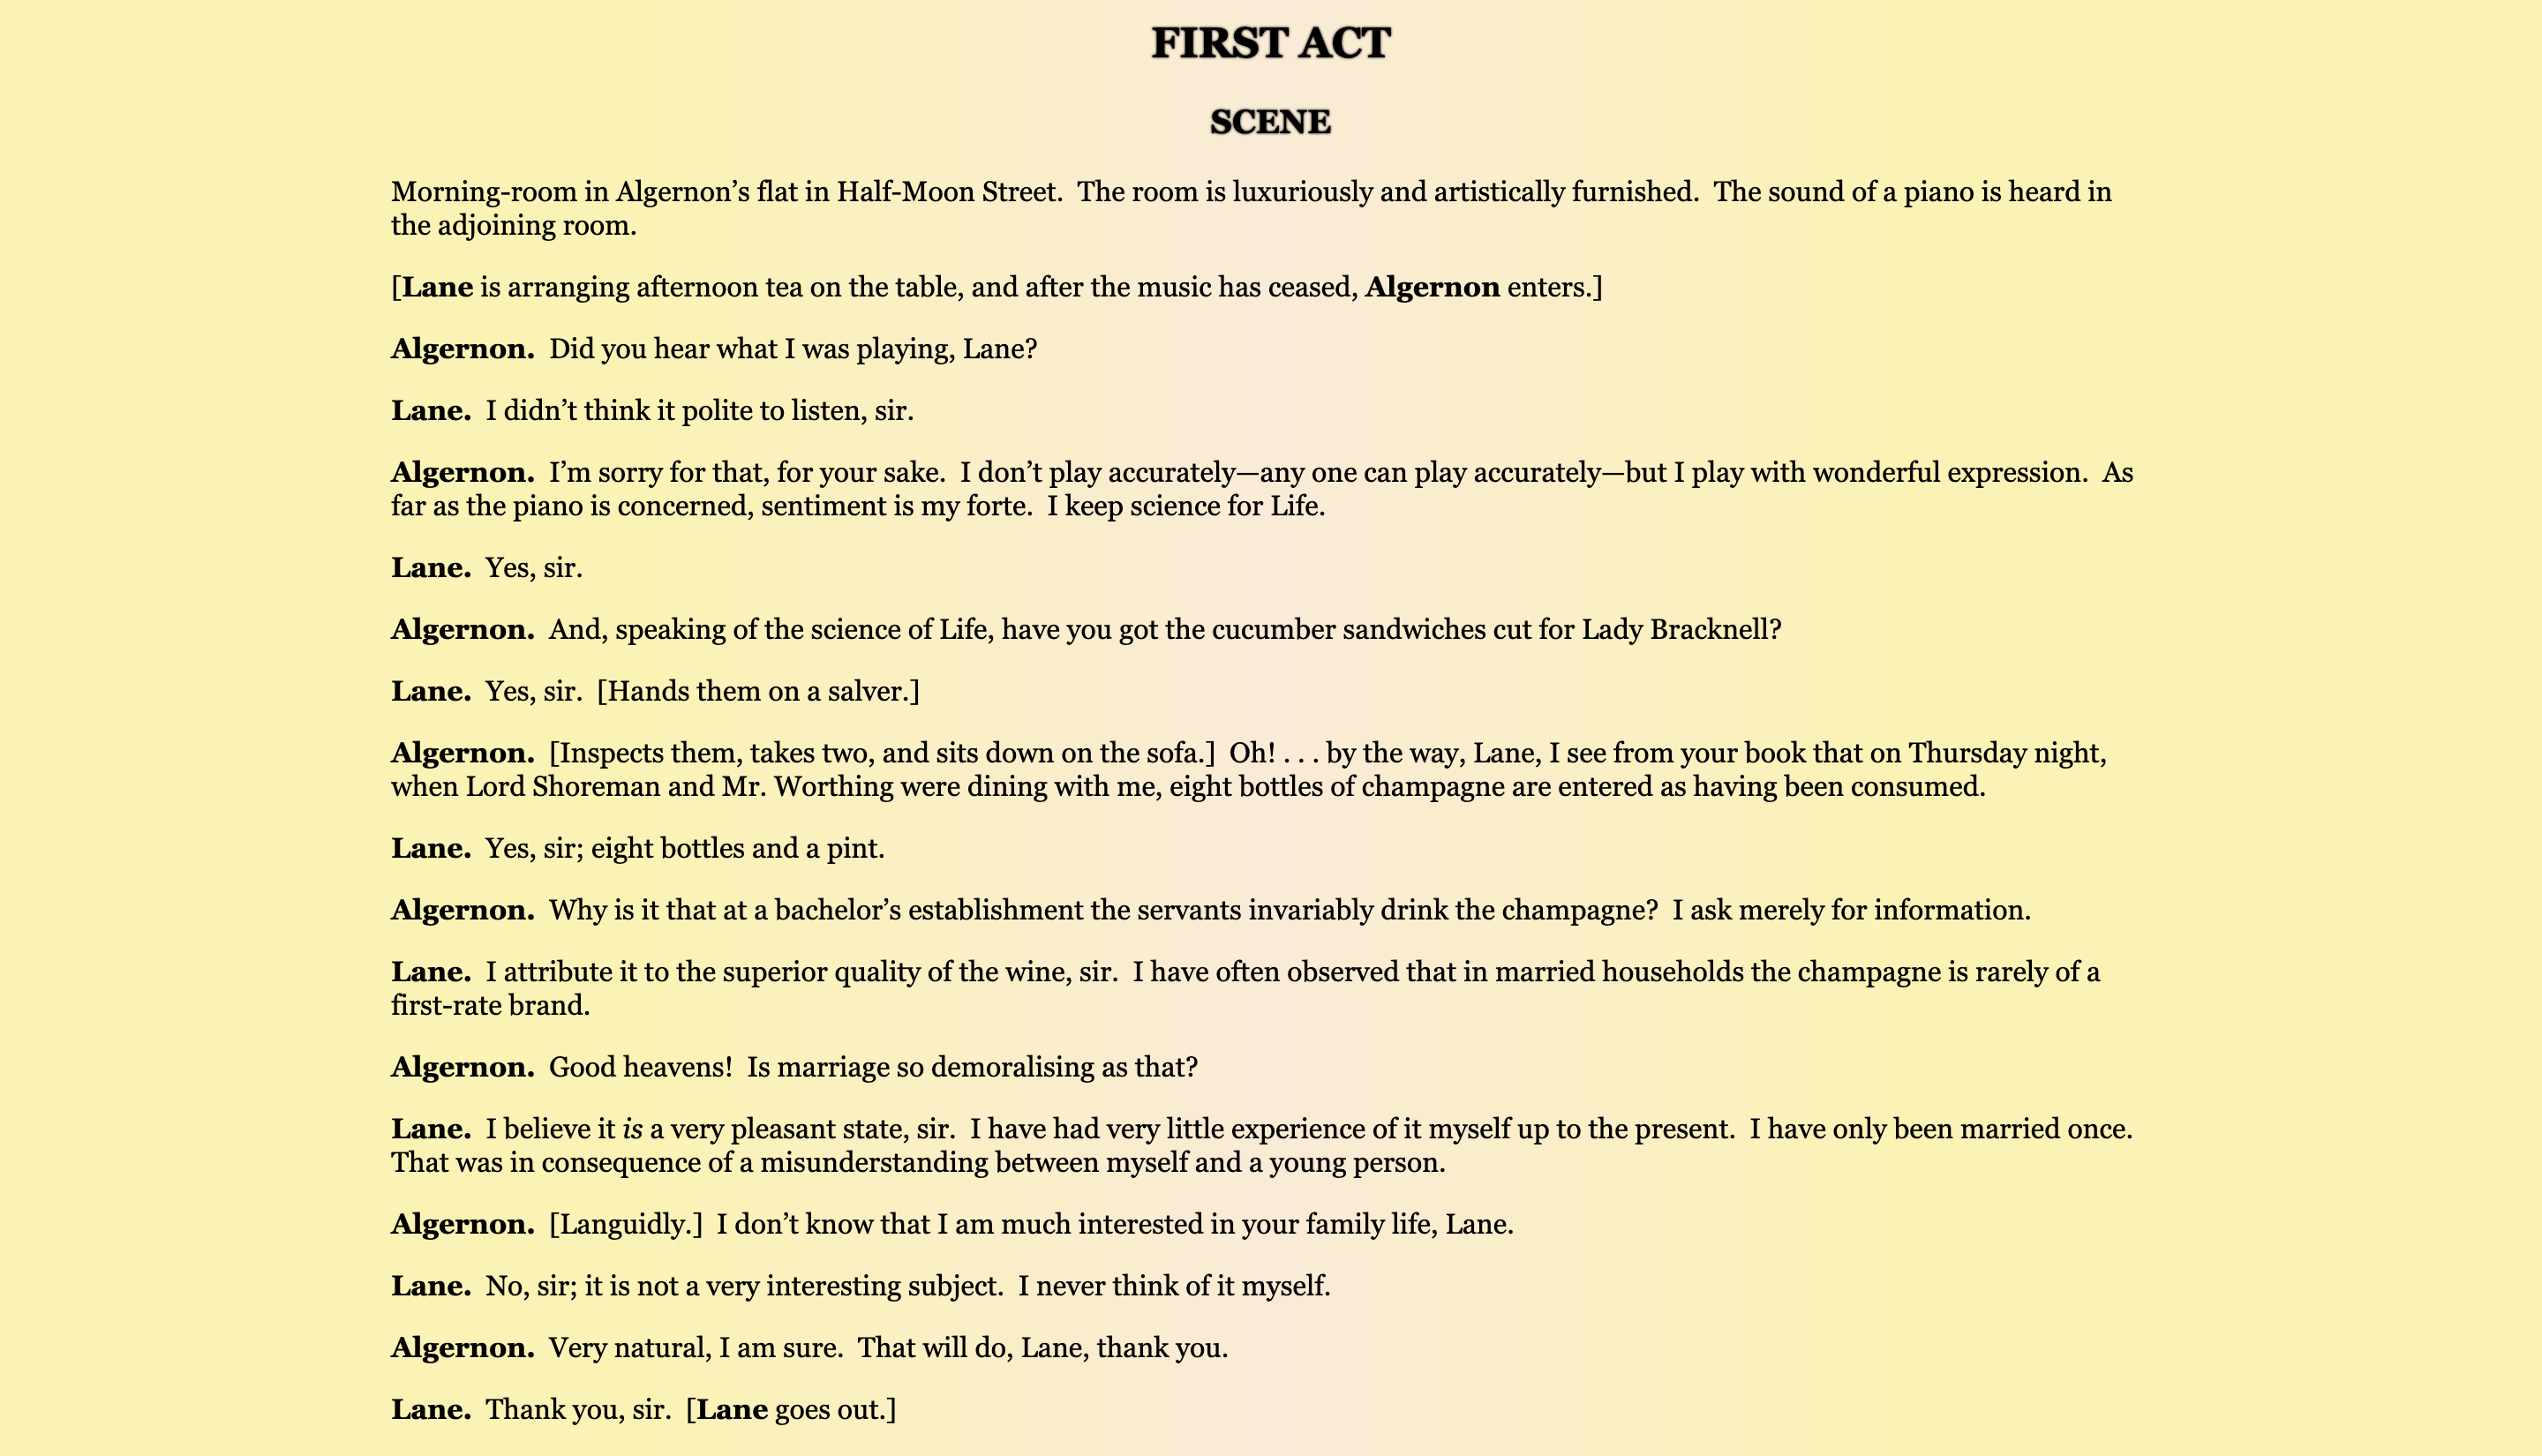 FIRST ACT
SCENE
Morning-room in Algernon’s flat in Half-Moon Street.  The room is luxuriously and artistically furnished.  The sound of a piano is heard in
the adjoining room.
[Lane is arranging afternoon tea on the table, and after the music has ceased, Algernon enters.]
Algernon.  Did you hear what I was playing, Lane?
Lane.  I didn’t think it polite to listen, sir.
Algernon.  I’m sorry for that, for your sake.  I don’t play accurately—any one can play accurately—but I play with wonderful expression.  As
far as the piano is concerned, sentiment is my forte.  I keep science for Life.
Lane.  Yes, sir.
Algernon.  And, speaking of the science of Life, have you got the cucumber sandwiches cut for Lady Bracknell?
Lane.  Yes, sir.  [Hands them on a salver.]
Algernon.  [Inspects them, takes two, and sits down on the sofa.]  Oh! . . . by the way, Lane, I see from your book that on Thursday night,
when Lord Shoreman and Mr. Worthing were dining with me, eight bottles of champagne are entered as having been consumed.
Lane.  Yes, sir; eight bottles and a pint.
Algernon.  Why is it that at a bachelor’s establishment the servants invariably drink the champagne?  I ask merely for information.
Lane.  I attribute it to the superior quality of the wine, sir.  I have often observed that in married households the champagne is rarely of a
first-rate brand.
Algernon.  Good heavens!  Is marriage so demoralising as that?
Lane.  I believe it is a very pleasant state, sir.  I have had very little experience of it myself up to the present.  I have only been married once.
That was in consequence of a misunderstanding between myself and a young person.
Algernon.  [Languidly.]  I don’t know that I am much interested in your family life, Lane.
Lane.  No, sir; it is not a very interesting subject.  I never think of it myself.
Algernon.  Very natural, I am sure.  That will do, Lane, thank you.
Lane.  Thank you, sir.  [Lane goes out.]